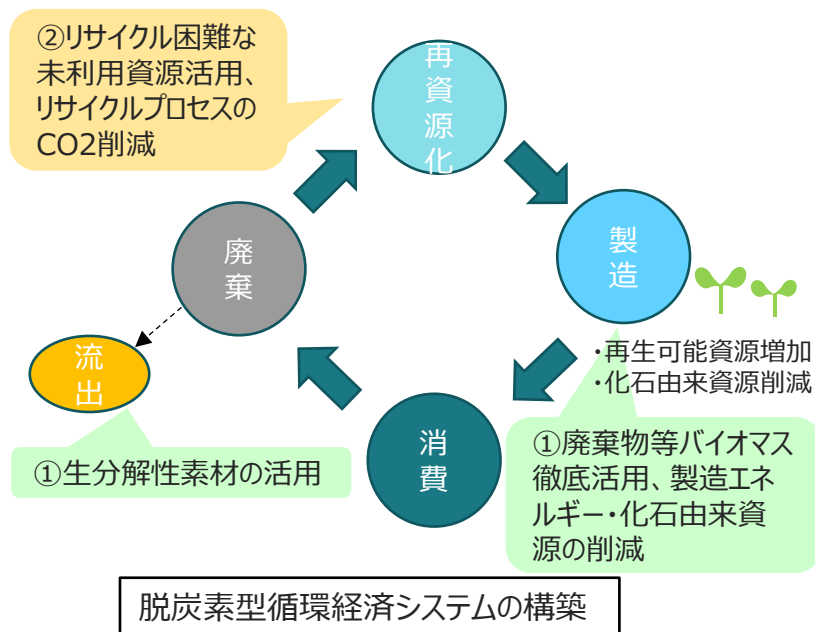 ②リサイクル困難な
未利用資源活用、
リサイクルプロセスの
CO2削減
再
資
源
化
製
造
廃
棄
流
出
・再生可能資源増加
・化石由来資源削減
消
費
①生分解性素材の活用
①廃棄物等バイオマス
徹底活用、製造エネ
ルギー・化石由来資
源の削減
脱炭素型循環経済システムの構築